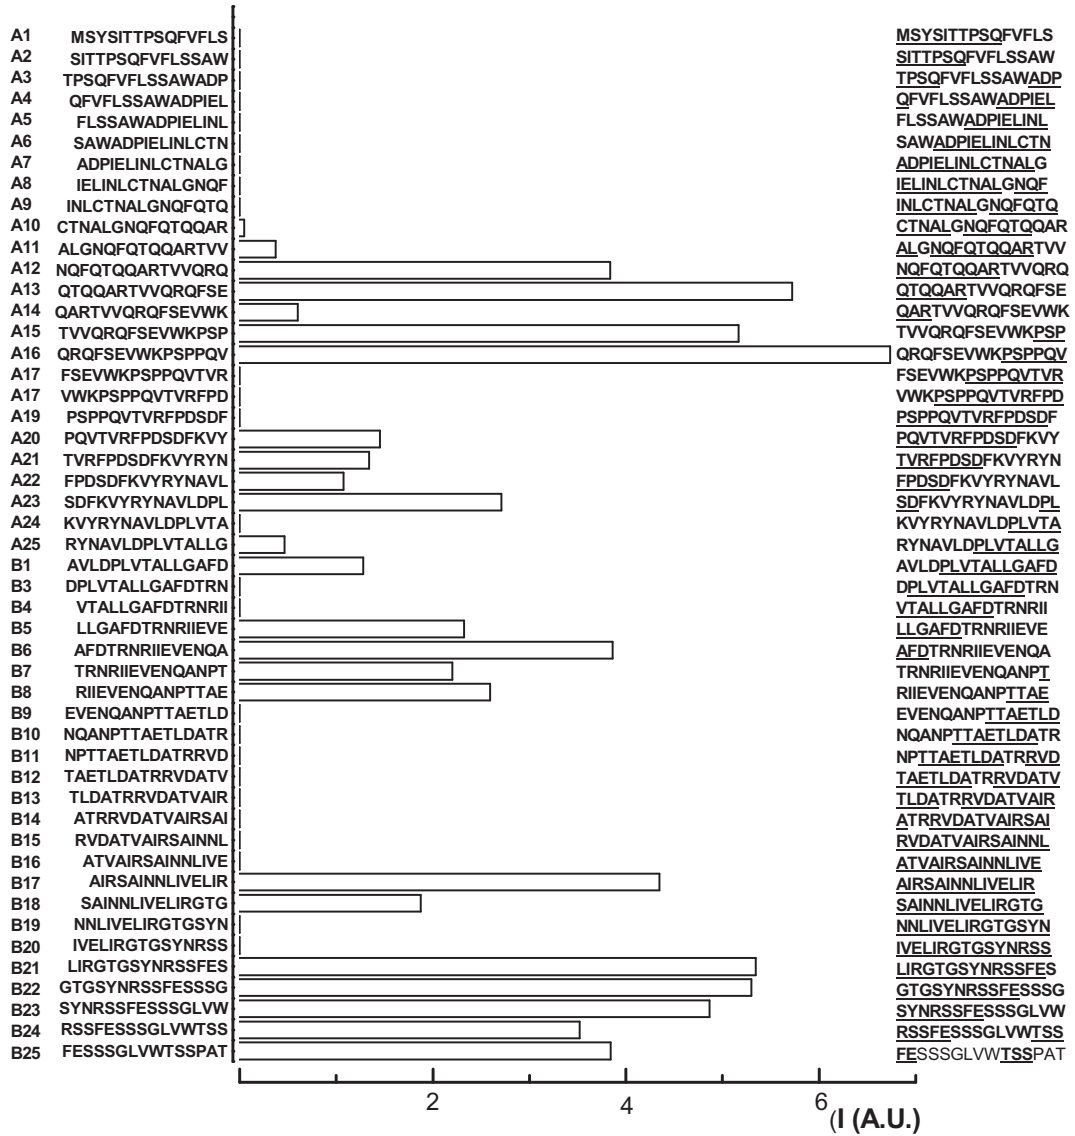 A1 MSYSITTPSQFVFLS MSYSITTPSQFVFLS
A2 SITTPSQFVFLSSAW SITTPSQFVFLSSAW
A3 TPSQFVFLSSAWADP TPSQFVFLSSAWADP
A4 QFVFLSSAWADPIEL QFVFLSSAWADPIEL
A5 FLSSAWADPIELINL FLSSAWADPIELINL
A6 SAWADPIELINLCTN SAWADPIELINLCTN
A7 ADPIELINLCTNALG ADPIELINLCTNALG
A8 IELINLCTNALGNQF IELINLCTNALGNQF
A9 INLCTNALGNQFQTQ INLCTNALGNQFQTQ
A10 CTNALGNQFQTQQAR CTNALGNQFQTQQAR
A11 ALGNQFQTQQARTVV ALGNQFQTQQARTVV
A12 NQFQTQQARTVVQRQ NQFQTQQARTVVQRQ
A13 QTQQARTVVQRQFSE QTQQARTVVQRQFSE
A14 QARTVVQRQFSEVWK QARTVVQRQFSEVWK
A15 TVVQRQFSEVWKPSP TVVQRQFSEVWKPSP
A16 QRQFSEVWKPSPPQV QRQFSEVWKPSPPQV
A17 FSEVWKPSPPQVTVR FSEVWKPSPPQVTVR
A17 VWKPSPPQVTVRFPD VWKPSPPQVTVRFPD
A19 PSPPQVTVRFPDSDF PSPPQVTVRFPDSDF
A20 PQVTVRFPDSDFKVY PQVTVRFPDSDFKVY
A21 TVRFPDSDFKVYRYN TVRFPDSDFKVYRYN
A22 FPDSDFKVYRYNAVL FPDSDFKVYRYNAVL
A23 SDFKVYRYNAVLDPL SDFKVYRYNAVLDPL
A24 KVYRYNAVLDPLVTA KVYRYNAVLDPLVTA
A25 RYNAVLDPLVTALLG RYNAVLDPLVTALLG
B1 AVLDPLVTALLGAFD AVLDPLVTALLGAFD
B3 DPLVTALLGAFDTRN DPLVTALLGAFDTRN
B4 VTALLGAFDTRNRII VTALLGAFDTRNRII
B5 LLGAFDTRNRIIEVE LLGAFDTRNRIIEVE
B6 AFDTRNRIIEVENQA AFDTRNRIIEVENQA
B7 TRNRIIEVENQANPT TRNRIIEVENQANPT
B8 RIIEVENQANPTTAE RIIEVENQANPTTAE
B9 EVENQANPTTAETLD EVENQANPTTAETLD
B10 NQANPTTAETLDATR NQANPTTAETLDATR
B11 NPTTAETLDATRRVD NPTTAETLDATRRVD
B12 TAETLDATRRVDATV TAETLDATRRVDATV
B13 TLDATRRVDATVAIR TLDATRRVDATVAIR
B14 ATRRVDATVAIRSAI ATRRVDATVAIRSAI
B15 RVDATVAIRSAINNL RVDATVAIRSAINNL
B16 ATVAIRSAINNLIVE ATVAIRSAINNLIVE
B17 AIRSAINNLIVELIR AIRSAINNLIVELIR
B18 SAINNLIVELIRGTG SAINNLIVELIRGTG
B19 NNLIVELIRGTGSYN NNLIVELIRGTGSYN
B20 IVELIRGTGSYNRSS IVELIRGTGSYNRSS
B21 LIRGTGSYNRSSFES LIRGTGSYNRSSFES
B22 GTGSYNRSSFESSSG GTGSYNRSSFESSSG
B23 SYNRSSFESSSGLVW SYNRSSFESSSGLVW
B24 RSSFESSSGLVWTSS RSSFESSSGLVWTSS
B25 FESSSGLVWTSSPAT FESSSGLVWTSSPAT
2 4 6
(I (A.U.)